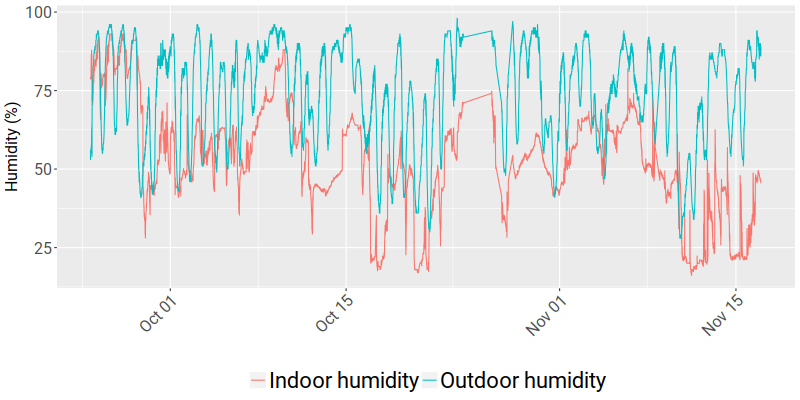 100
75
50
25
Humidity (%)
Oct 01
Oct 15
Nov 01
Nov 15
Indoor humidity
Outdoor humidity